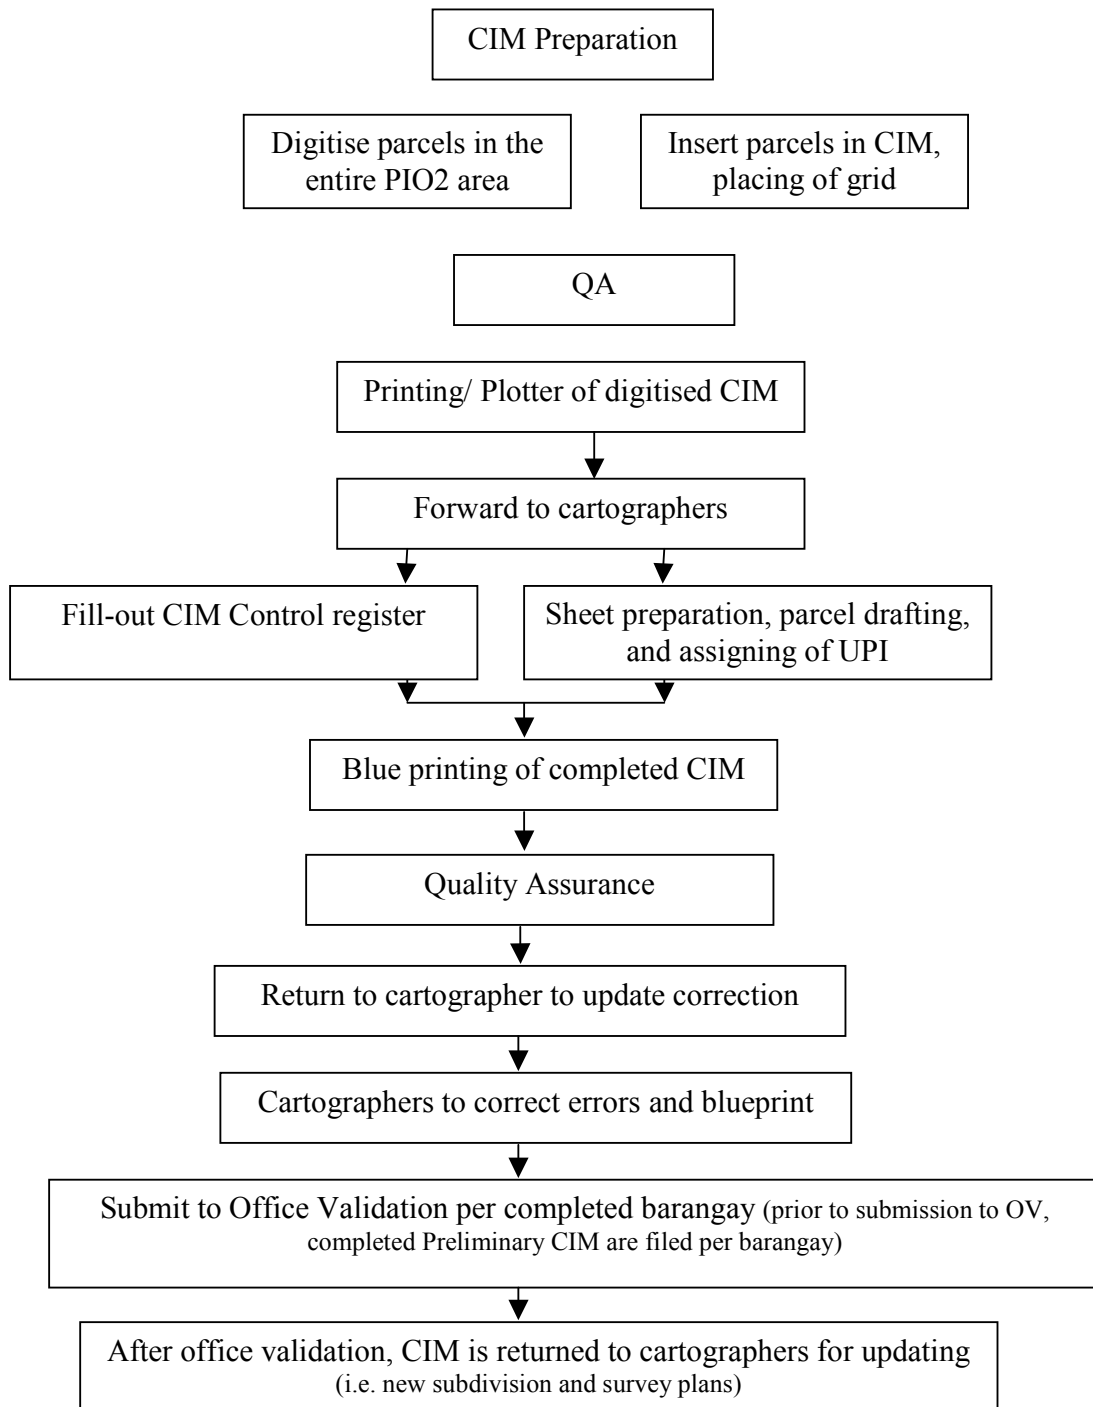 CIM Preparation
Digitise parcels in the
entire PIO2 area
Insert parcels in CIM,
placing of grid
QA
Printing/ Plotter of digitised CIM
Forward to cartographers
Fill-out CIM Control register
Sheet preparation, parcel drafting,
and assigning of UPI
Blue printing of completed CIM
Quality Assurance
Return to cartographer to update correction
Cartographers to correct errors and blueprint
Submit to Office Validation per completed barangay (prior to submission to OV,
completed Preliminary CIM are filed per barangay)
After office validation, CIM is returned to cartographers for updating
(i.e. new subdivision and survey plans)